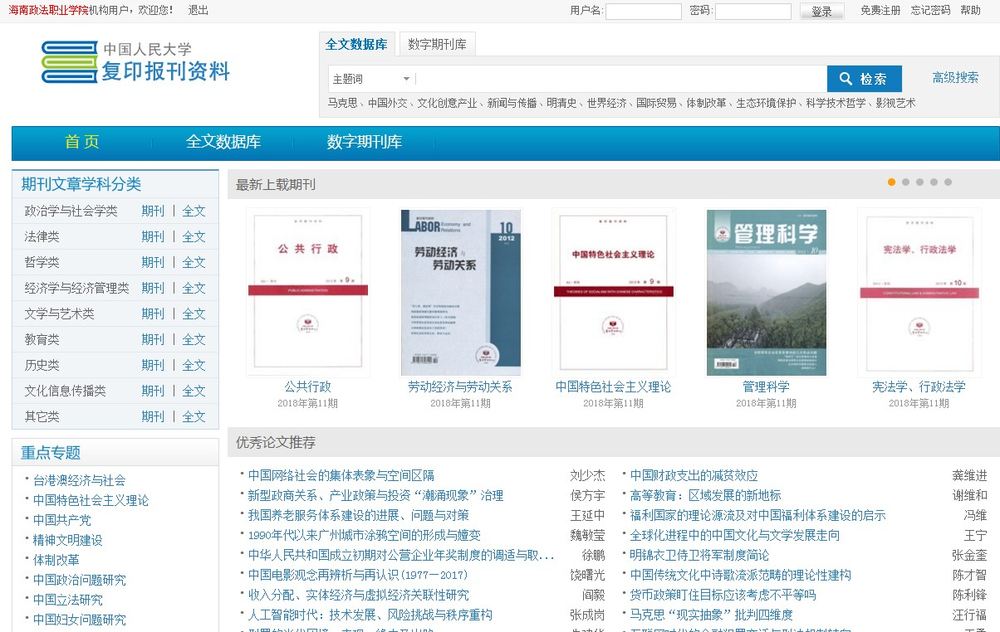 海南政法职业学院机构用户，欢迎您！ 退出
用户名: 密码: 登录 免费注册 忘记密码 帮助
中国人民大学
复印报刊资料
全文数据库 数字期刊库
主题词 检索 高级搜索
马克思、中国外交、文化创意产业、新闻与传播、明清史、世界经济、国际贸易、体制改革、生态环境保护、科学技术哲学、影视艺术
首页 全文数据库 数字期刊库
期刊文章学科分类
政治学与社会学类 期刊 | 全文
法律类 期刊 | 全文
哲学类 期刊 | 全文
经济学与经济管理类 期刊 | 全文
文学与艺术类 期刊 | 全文
教育类 期刊 | 全文
历史类 期刊 | 全文
文化信息传播类 期刊 | 全文
其它类 期刊 | 全文
重点专题
台港澳经济与社会
中国特色社会主义理论
中国共产党
精神文明建设
体制改革
中国政治问题研究
中国立法研究
中国妇女问题研究
最新上载期刊
公共行政
PUBLIC ADMINISTRATION
LABOR Economy and Relations
10
2012
劳动经济与
劳动关系
中国特色社会主义理论
THEORIES OF SOCIALISM WITH CHINESE CHARACTERISTICS
管理科学
宪法学、行政法学
CONSTITUTIONAL LAW & ADMINISTRATIVE LAW
公共行政
2018年第11期
劳动经济与劳动关系
2018年第11期
中国特色社会主义理论
2018年第11期
管理科学
2018年第11期
宪法学、行政法学
2018年第11期
优秀论文推荐
中国网络社会的集体表象与空间区隔 刘少杰
新型政商关系、产业政策与投资“潮涌现象”治理 侯方宇
我国养老服务体系建设的进展、问题与对策 王延中
1990年代以来广州城市涂鸦空间的形成与嬗变 魏敏莹
中华人民共和国成立初期对公营企业年奖制度的调适与取... 徐鹏
中国电影观念再辨析与再认识(1977—2017) 饶曙光
收入分配、实体经济与虚拟经济关联性研究 阎毅
人工智能时代：技术发展、风险挑战与秩序重构 张成岗
中国财政支出的减贫效应 龚维进
高等教育：区域发展的新地标 谢维和
福利国家的理论源流及对中国福利体系建设的启示 冯维
全球化进程中的中国文化与文学发展走向 王宁
明锦衣卫侍卫将军制度简论 张金奎
中国传统文化中诗歌流派范畴的理论性建构 陈才智
货币政策盯住目标应该考虑不平等吗 陈利锋
马克思“现实抽象”批判四维度 汪行福